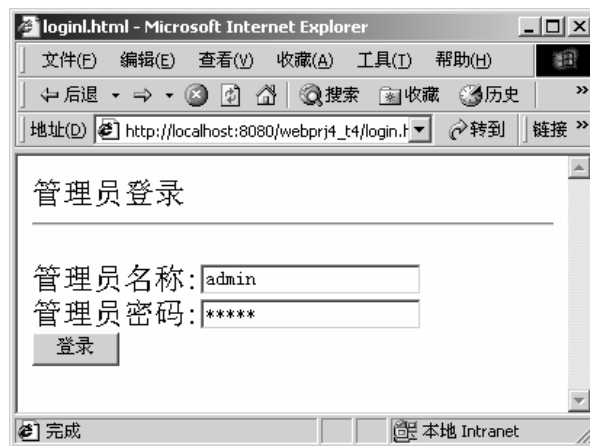 loginl.html - Microsoft Internet Explorer
文件(F) 编辑(E) 查看(V) 收藏(A) 工具(T) 帮助(H)
后退 搜索 收藏 历史 »
地址(D) http://localhost:8080/webprj4_t4/login.h 转到 链接 »
管理员登录
管理员名称:admin
管理员密码:*****
登录
完成 本地 Intranet